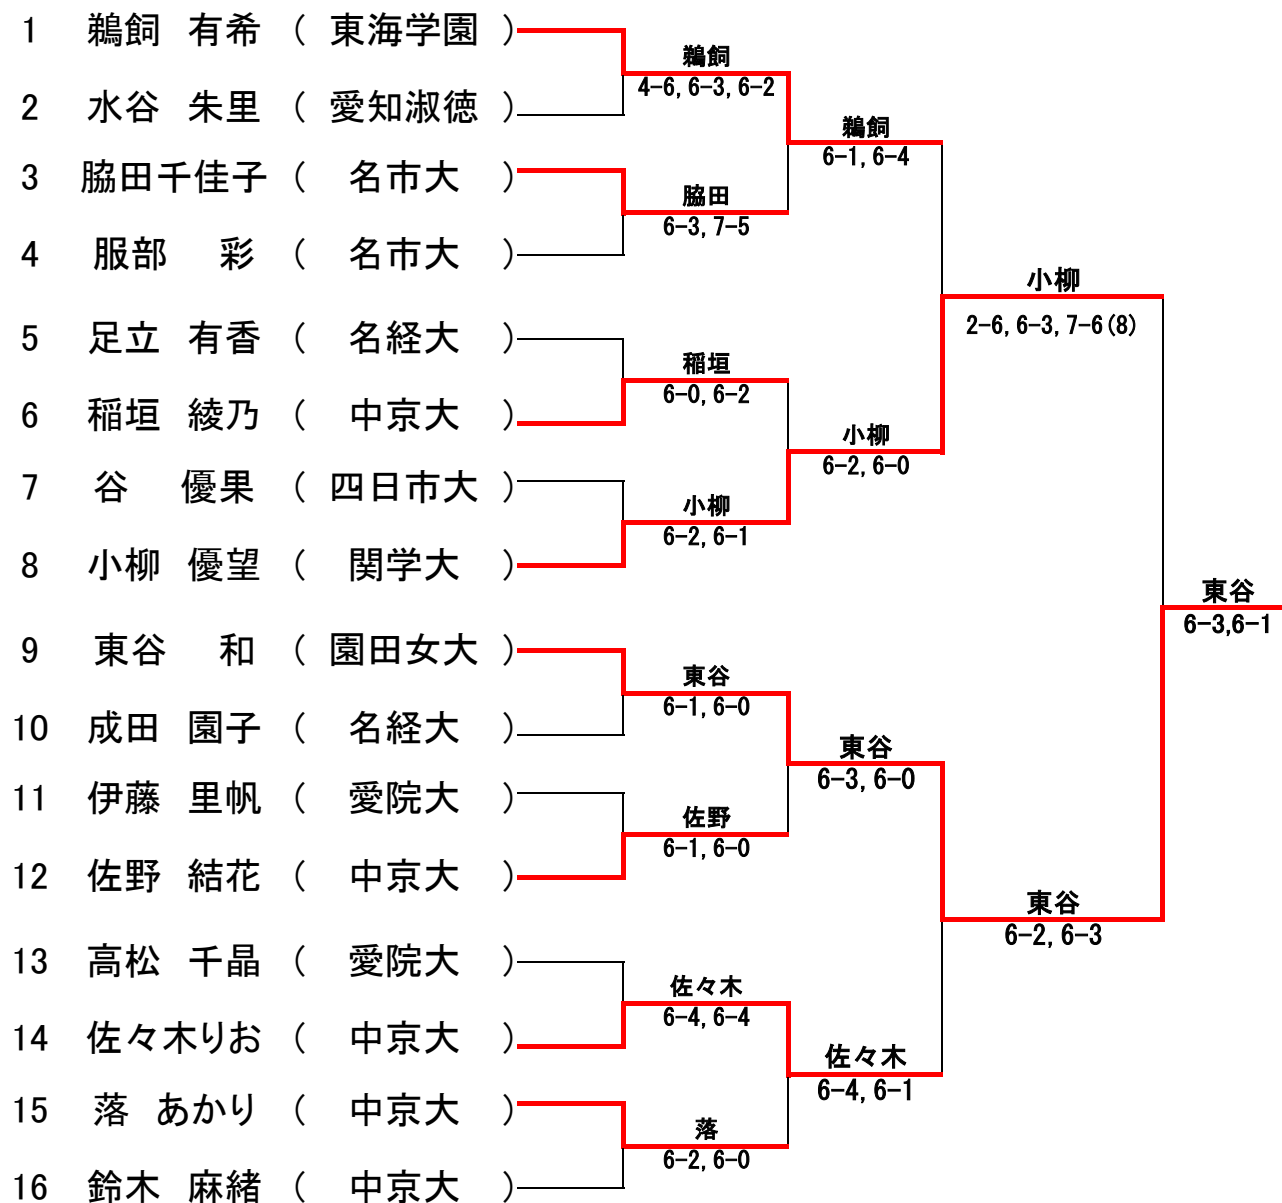 1 鵜飼 有希 ( 東海学園 )
2 水谷 朱里 ( 愛知淑徳 )
3 脇田千佳子 ( 名市大 )
4 服部 彩 ( 名市大 )
5 足立 有香 ( 名経大 )
6 稲垣 綾乃 ( 中京大 )
7 谷 優果 ( 四日市大 )
8 小柳 優望 ( 関学大 )
9 東谷 和 ( 園田女大 )
10 成田 園子 ( 名経大 )
11 伊藤 里帆 ( 愛院大 )
12 佐野 結花 ( 中京大 )
13 高松 千晶 ( 愛院大 )
14 佐々木りお ( 中京大 )
15 落 あかり ( 中京大 )
16 鈴木 麻緒 ( 中京大 )
鵜飼
4-6, 6-3, 6-2
脇田
6-3, 7-5
稲垣
6-0, 6-2
小柳
6-2, 6-1
東谷
6-1, 6-0
佐野
6-1, 6-0
佐々木
6-4, 6-4
落
6-2, 6-0
鵜飼
6-1, 6-4
小柳
6-2, 6-0
東谷
6-3, 6-0
佐々木
6-4, 6-1
小柳
2-6, 6-3, 7-6(8)
東谷
6-2, 6-3
東谷
6-3,6-1